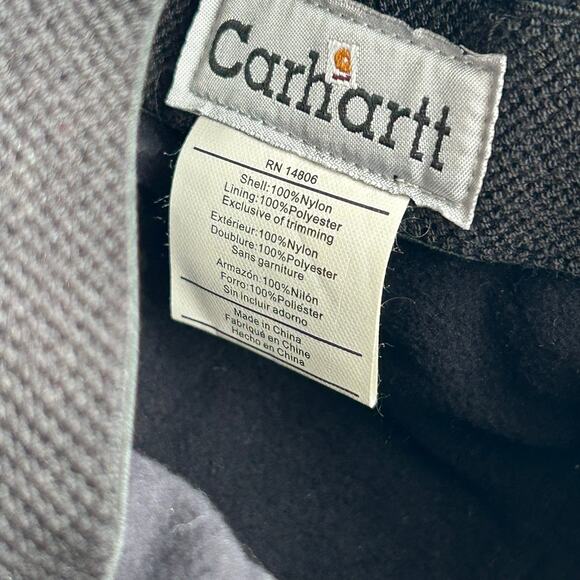 Carhartt
RN 14806
Shell:100%Nylon
Lining:100%Polyester
Exclusive of trimming
Extérieur:100%Nylon
Doublure:100%Polyester
Sans garniture
Armazón:100%Nilón
Forro:100%Poliéster
Sin incluir adorno
Made in China
Fabriqué en Chine
Hecho en China